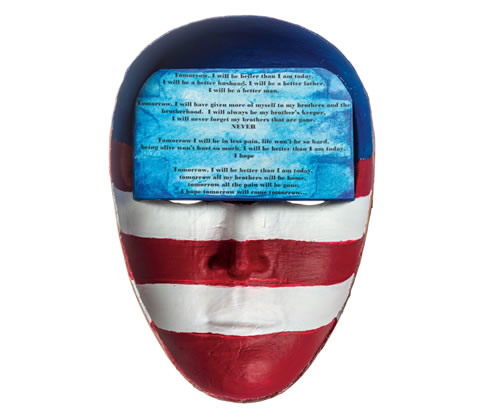 Tomorrow, I will be better than I am today.
I will be a better husband. I will be a better father.
I will be a better man.
Tomorrow, I will have given more of myself to my brothers and the
brotherhood. I will always be my brother's keeper,
I will never forget my brothers that are gone.
NEVER
Tomorrow I will be in less pain, life won't be so hard,
being alive won't hurt so much, I will be better than I am today.
I hope
Tomorrow, I will be better than I am today,
tomorrow all my brothers will be home,
tomorrow all the pain will be gone,
I hope tomorrow will come tomorrow...